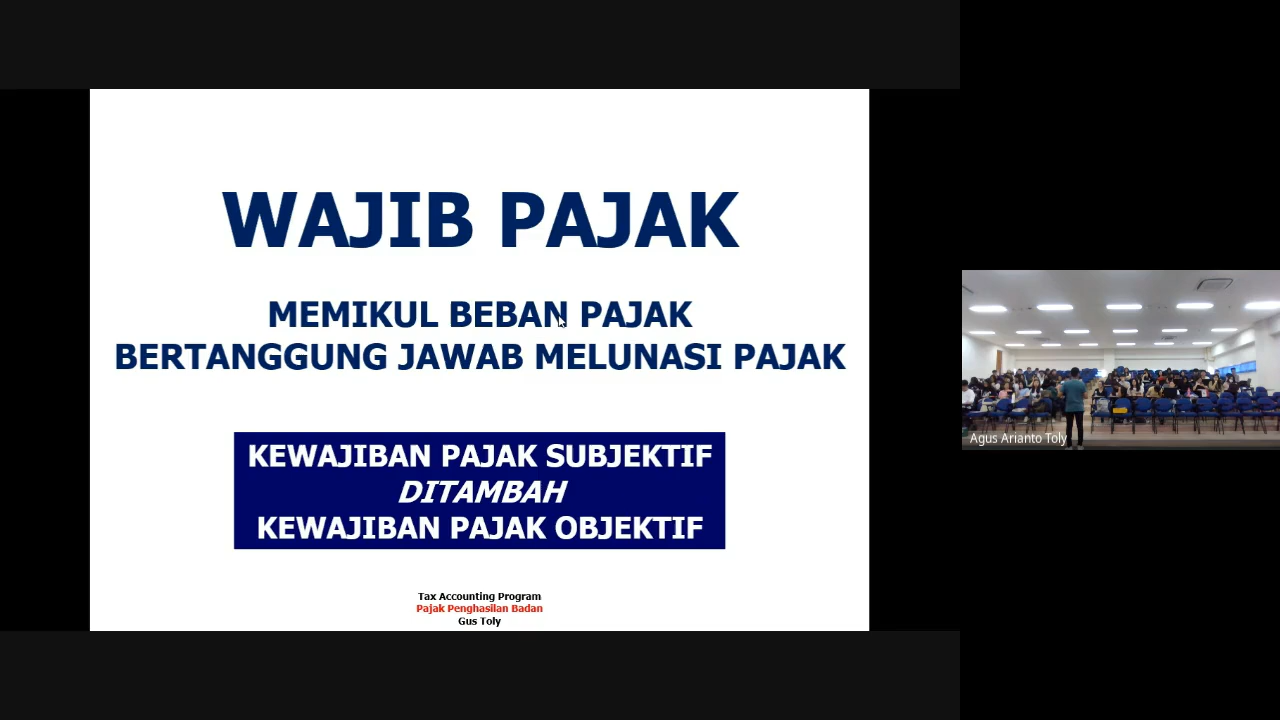 WAJIB PAJAK
MEMIKUL BEBAN PAJAK
BERTANGGUNG JAWAB MELUNASI PAJAK
KEWAJIBAN PAJAK SUBJEKTIF
DITAMBAH
KEWAJIBAN PAJAK OBJEKTIF
Tax Accounting Program
Pajak Penghasilan Badan
Gus Toly
Agus Arianto Toly